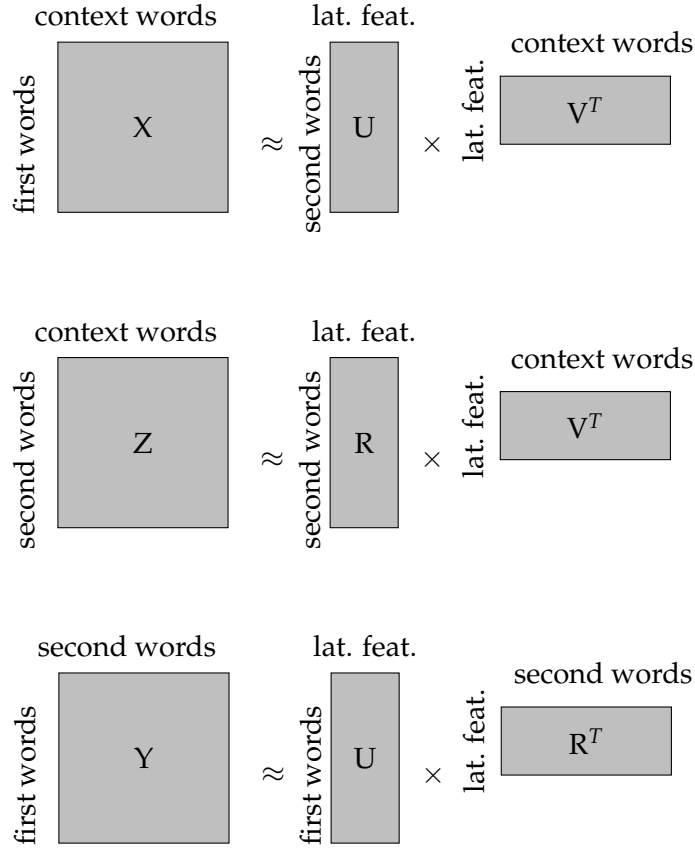 context words lat. feat.
context words
first words X ≈ second words U × lat. feat. V^T
context words lat. feat.
context words
second words Z ≈ second words R × lat. feat. V^T
second words lat. feat.
second words
first words Y ≈ first words U × lat. feat. R^T